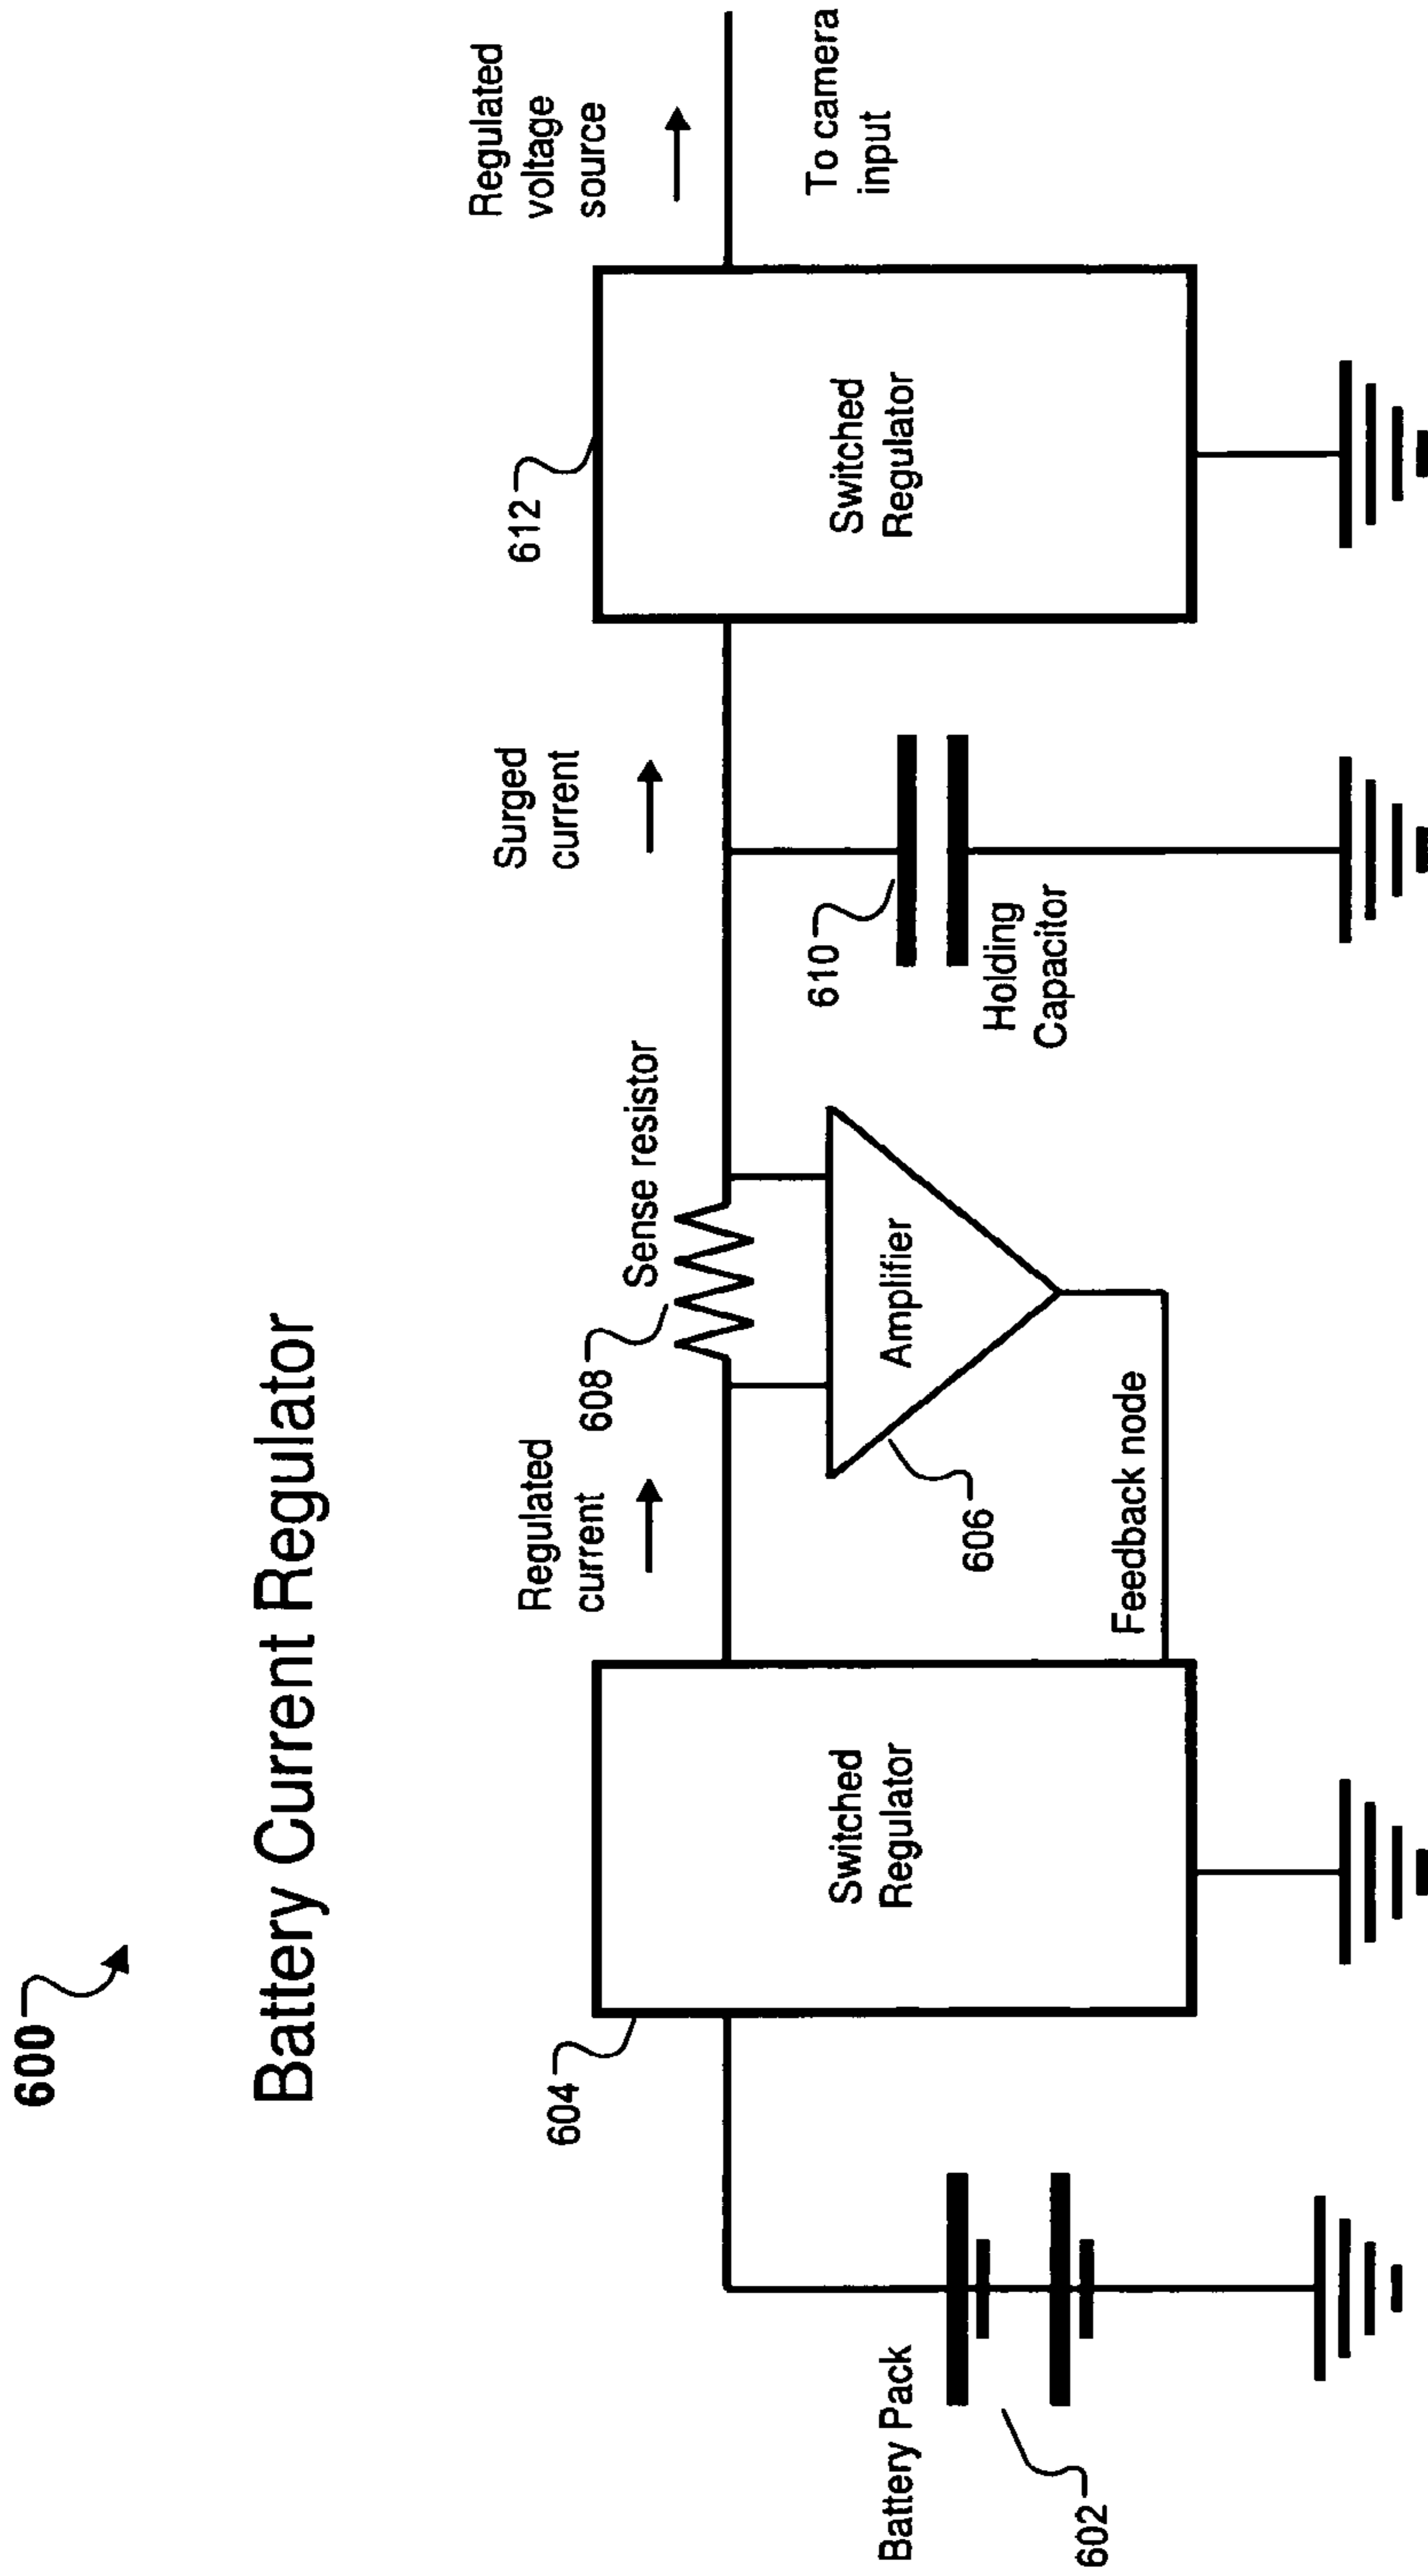 600
Battery Current Regulator
Regulated
voltage
source
To camera
input
612
Switched
Regulator
Surged
current
610
Holding
Capacitor
Sense resistor
608
Amplifier
606
Regulated
current
Feedback node
Switched
Regulator
604
Battery Pack
602